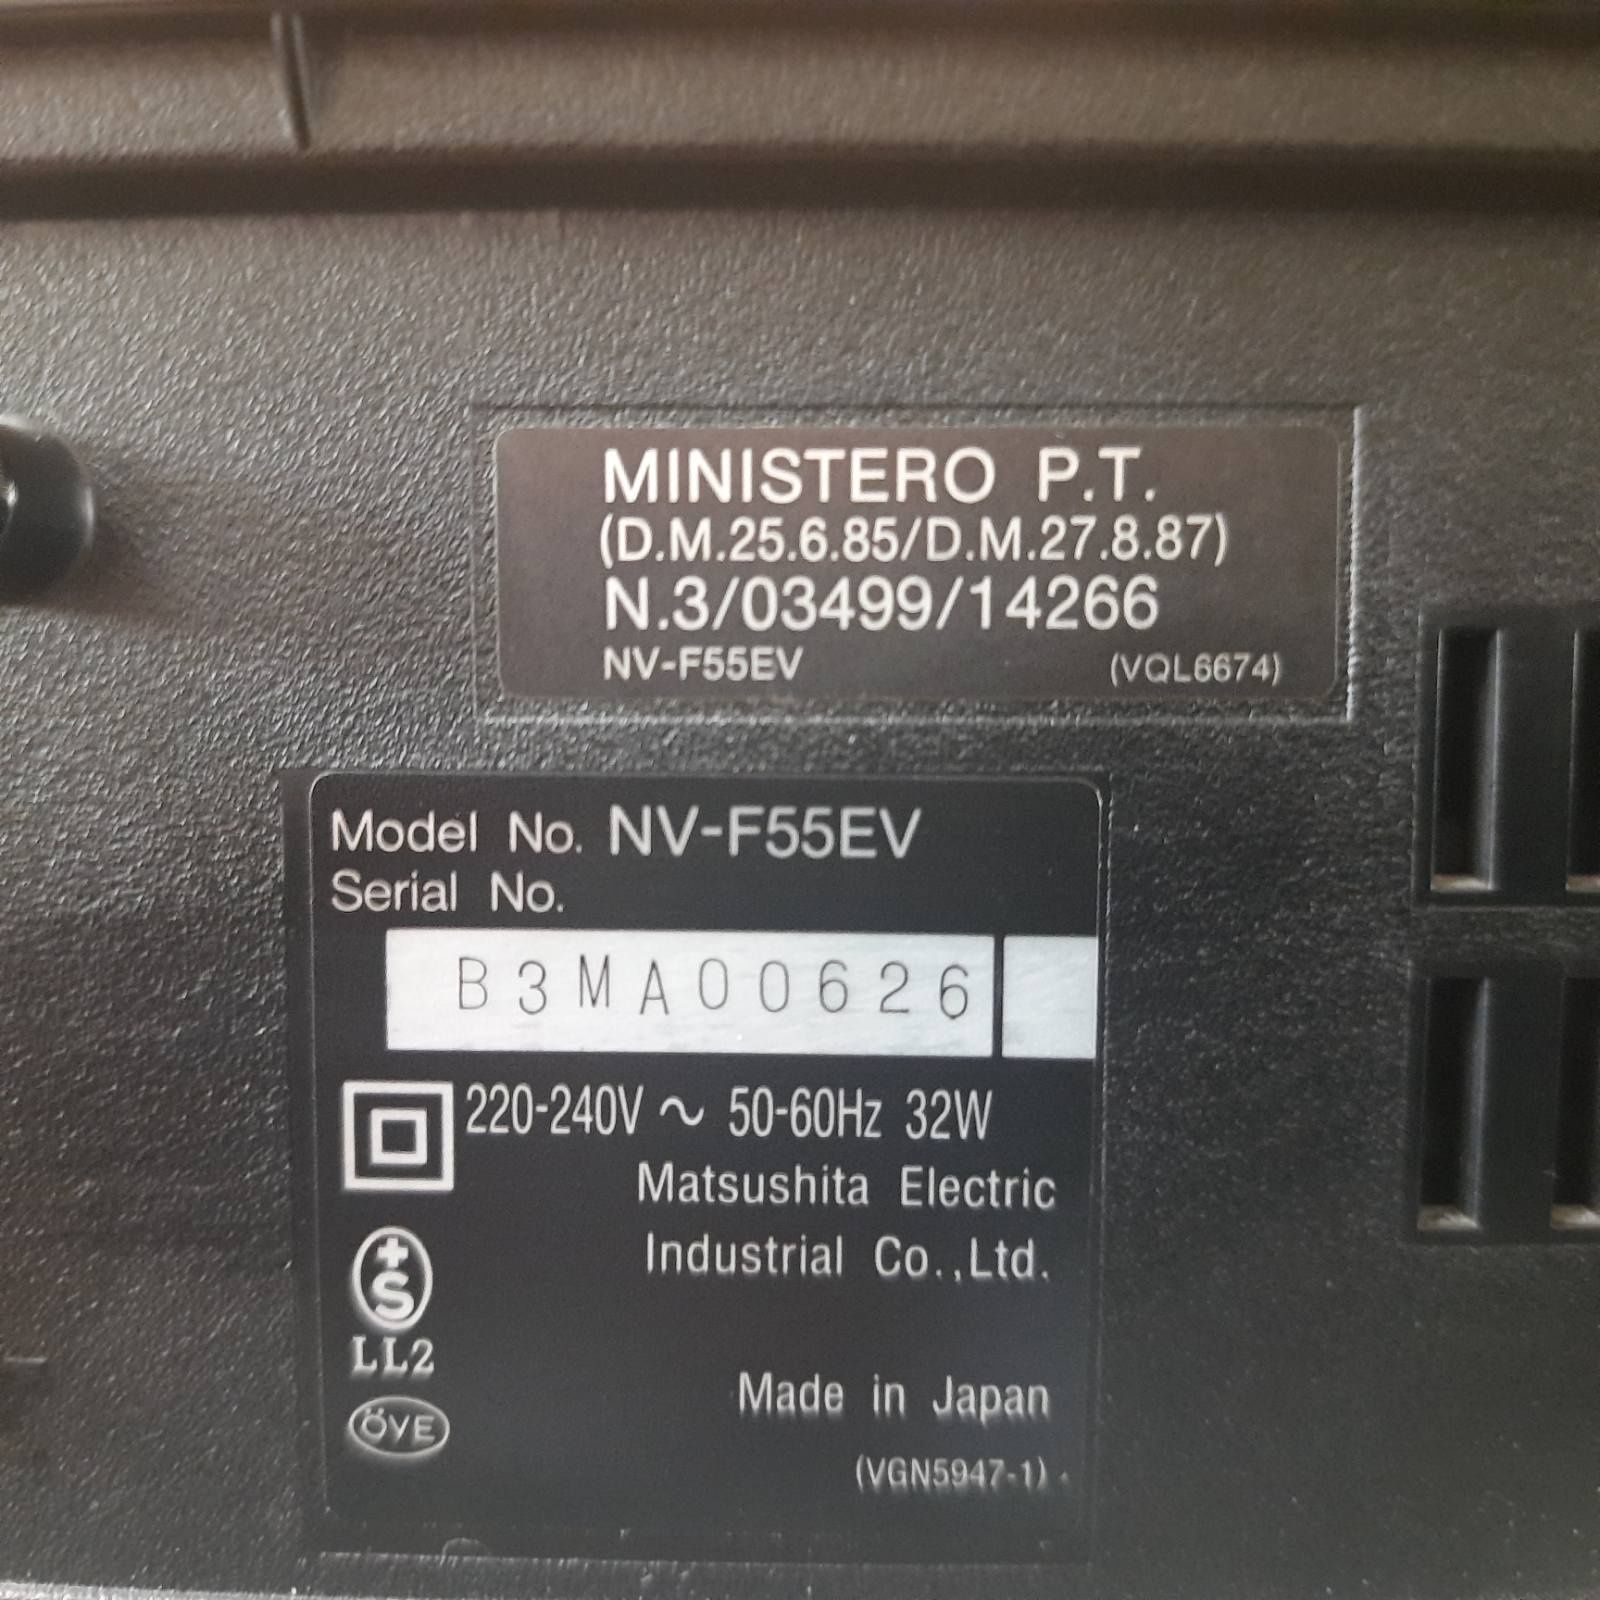 MINISTERO P.T.
(D.M.25.6.85/D.M.27.8.87)
N.3/03499/14266
NV-F55EV (VQL6674)
Model No. NV-F55EV
Serial No.
B3MA00626
220-240V ~ 50-60Hz 32W
Matsushita Electric
Industrial Co.,Ltd.
+S
LL2
ÖVE
Made in Japan
(VGN5947-1)